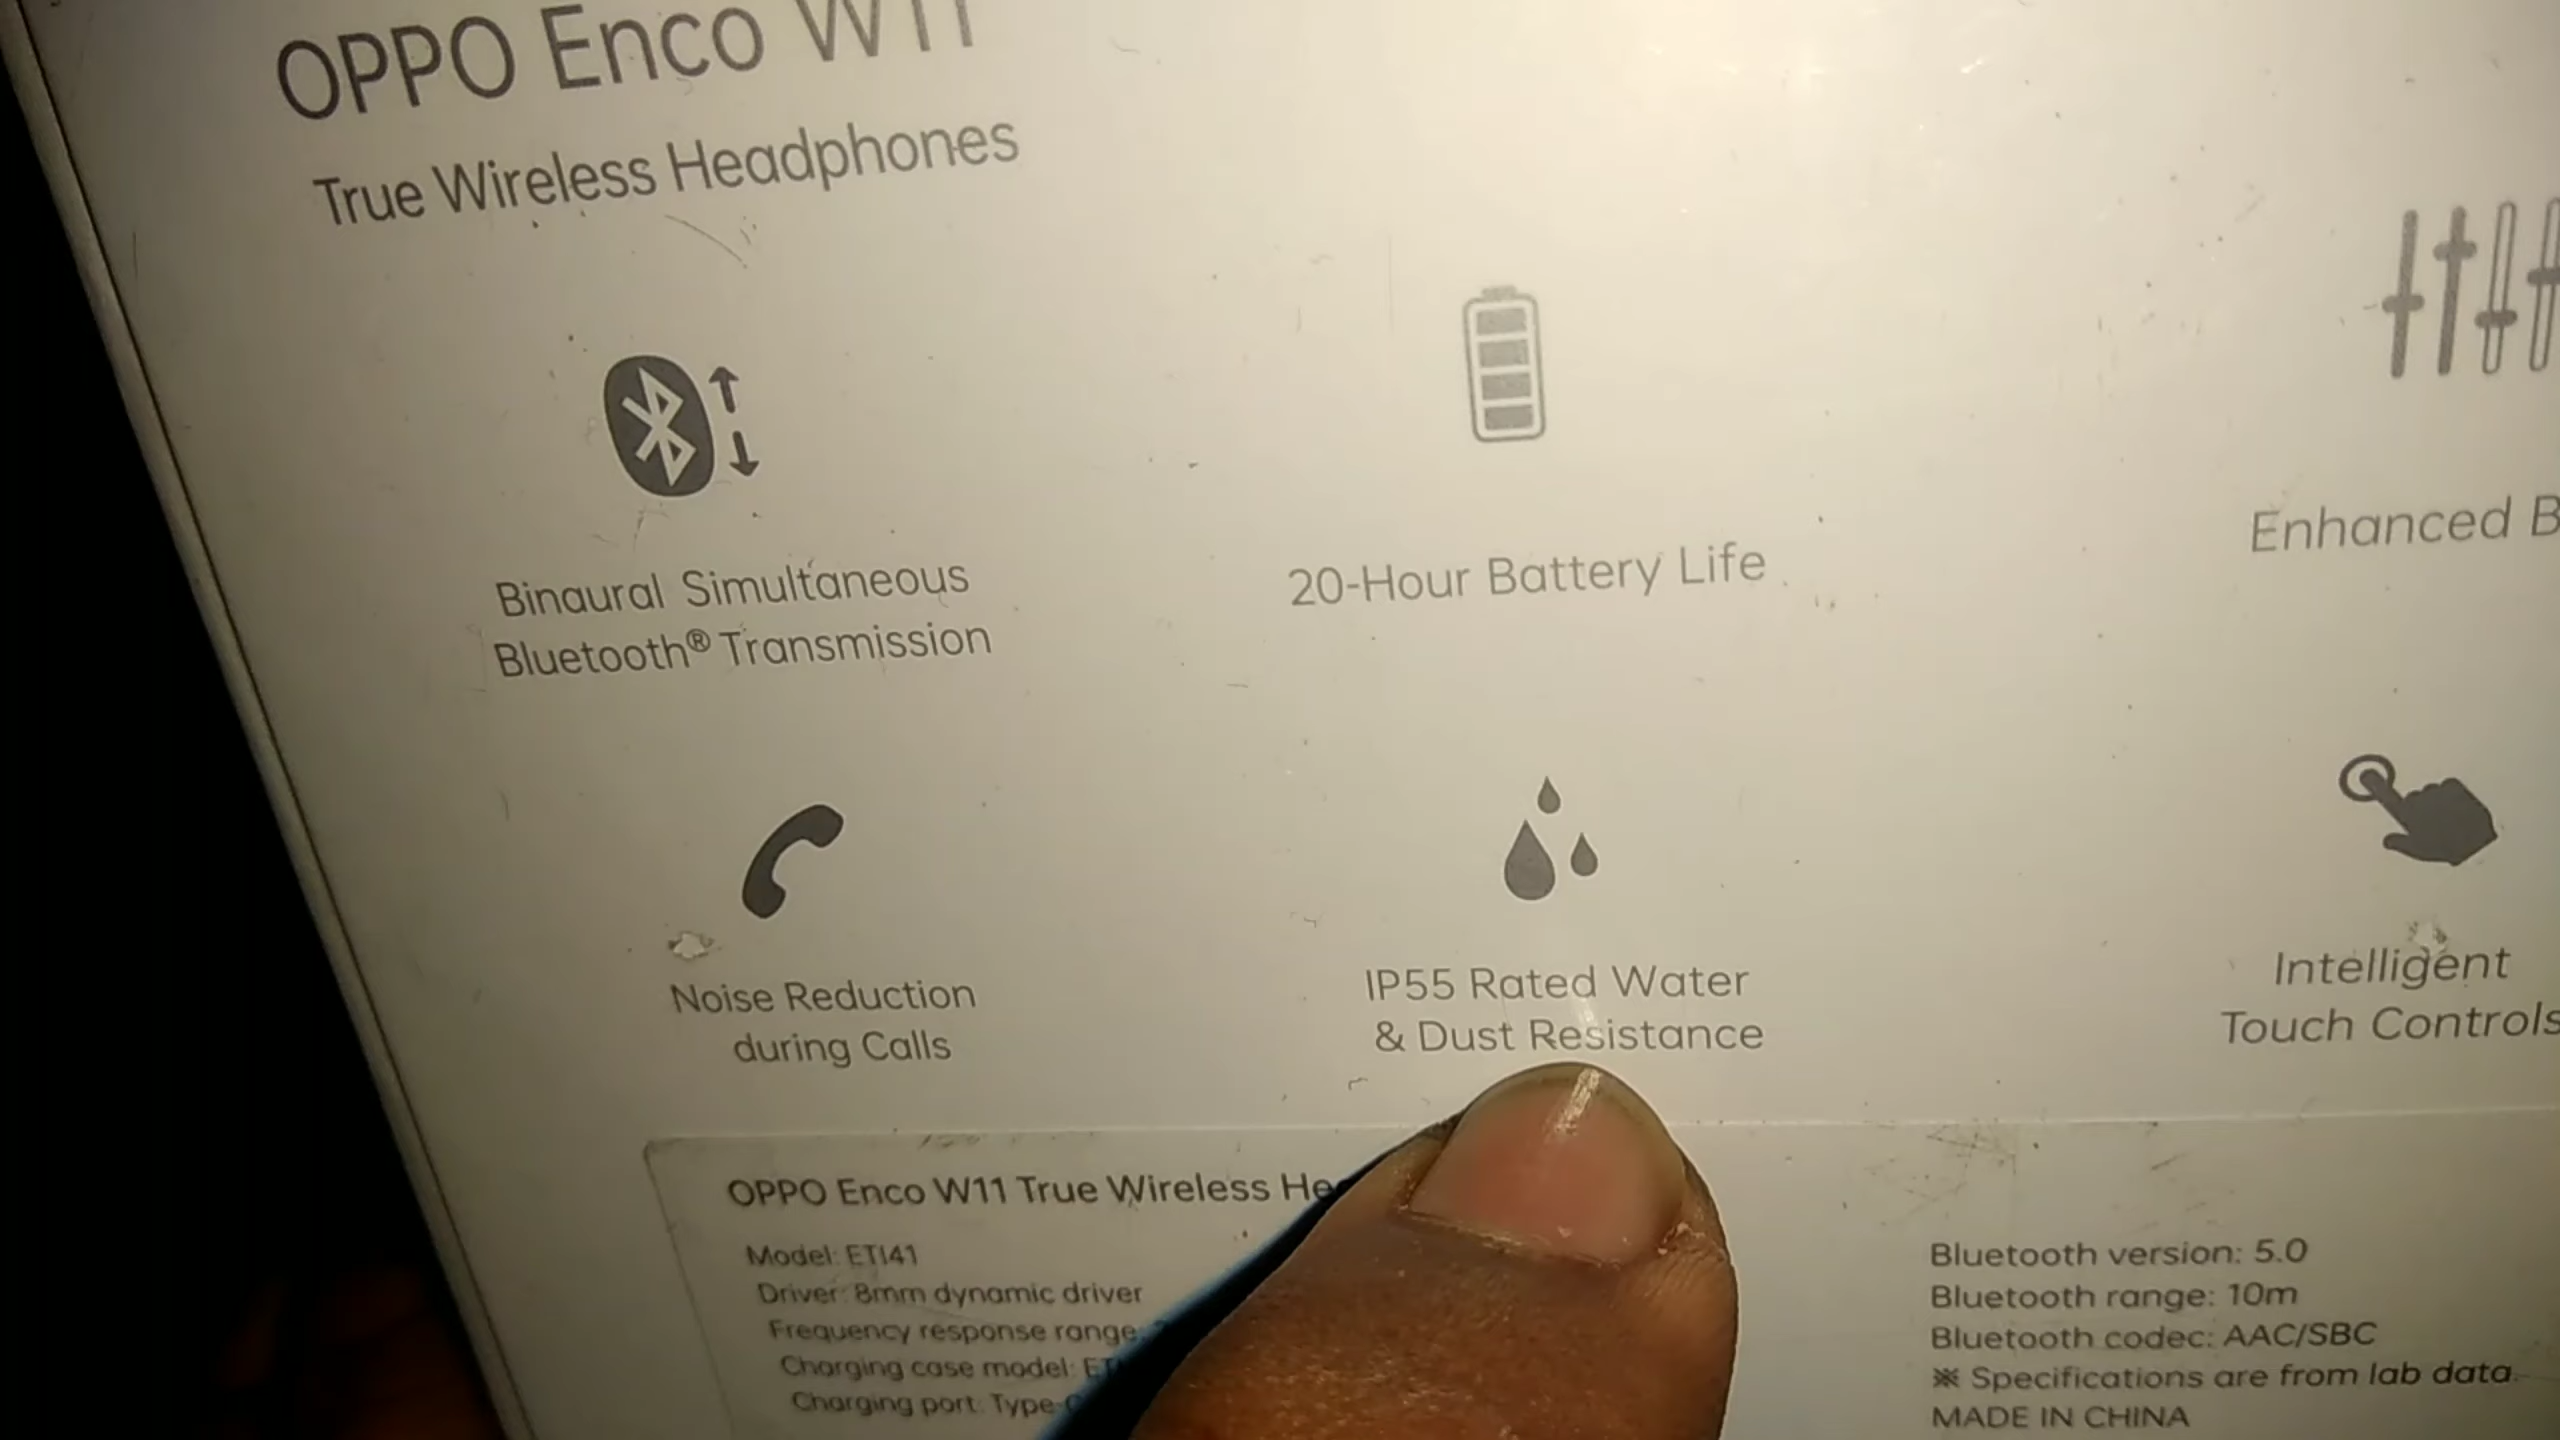 OPPO Enco W11
True Wireless Headphones
Binaural Simultaneous
Bluetooth® Transmission
20-Hour Battery Life
Enhanced
Noise Reduction
during Calls
IP55 Rated Water
& Dust Resistance
Intelligent
Touch Controls
OPPO Enco W11 True Wireless
Model: ETI41
Driver: 8mm dynamic driver
Frequency response range:
Charging case model:
Charging port: Type-C
Bluetooth version: 5.0
Bluetooth range: 10m
Bluetooth codec: AAC/SBC
※ Specifications are from lab data.
MADE IN CHINA